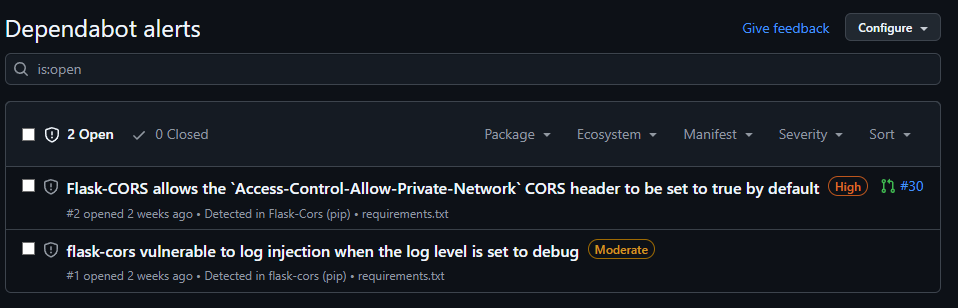 Dependabot alerts
Give feedback
Configure
is:open
2 Open 0 Closed Package Ecosystem Manifest Severity Sort
Flask-CORS allows the `Access-Control-Allow-Private-Network` CORS header to be set to true by default High #30
#2 opened 2 weeks ago • Detected in Flask-Cors (pip) • requirements.txt
flask-cors vulnerable to log injection when the log level is set to debug Moderate
#1 opened 2 weeks ago • Detected in flask-cors (pip) • requirements.txt